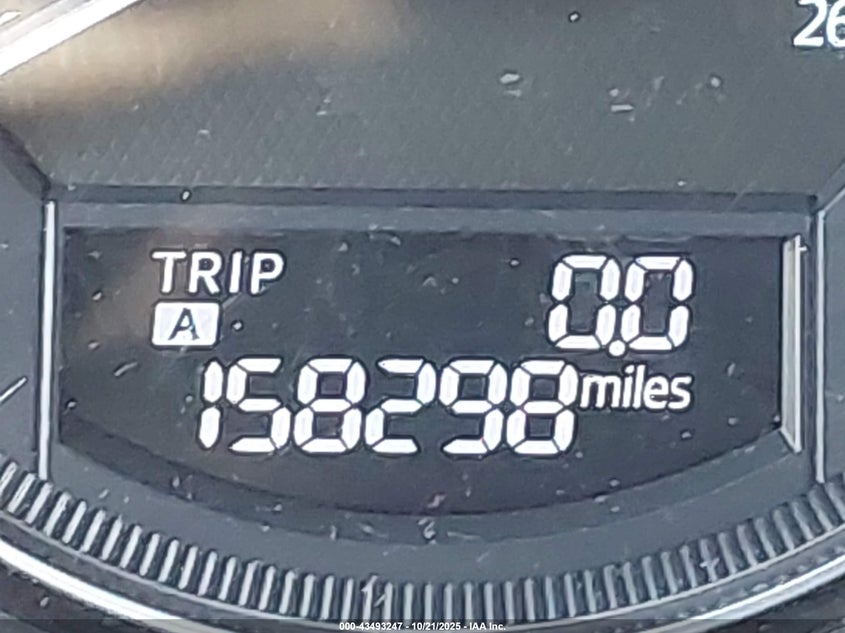 26
TRIP 0.0
A
158298 miles
000-43493247 - 10/21/2025 - IAA Inc.